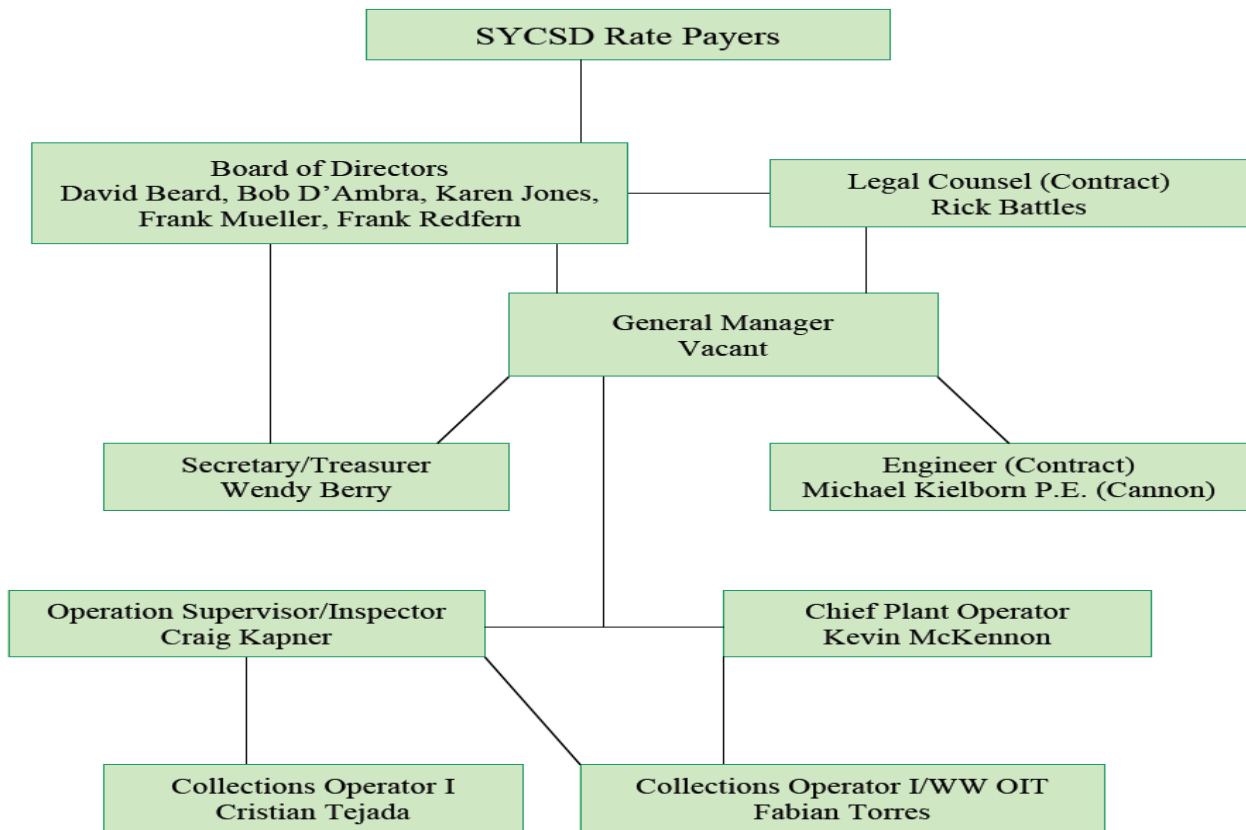 SYCSD Rate Payers
Board of Directors
David Beard, Bob D’Ambra, Karen Jones,
Frank Mueller, Frank Redfern
Legal Counsel (Contract)
Rick Battles
General Manager
Vacant
Secretary/Treasurer
Wendy Berry
Engineer (Contract)
Michael Kielborn P.E. (Cannon)
Operation Supervisor/Inspector
Craig Kapner
Chief Plant Operator
Kevin McKennon
Collections Operator I
Cristian Tejada
Collections Operator I/WW OIT
Fabian Torres